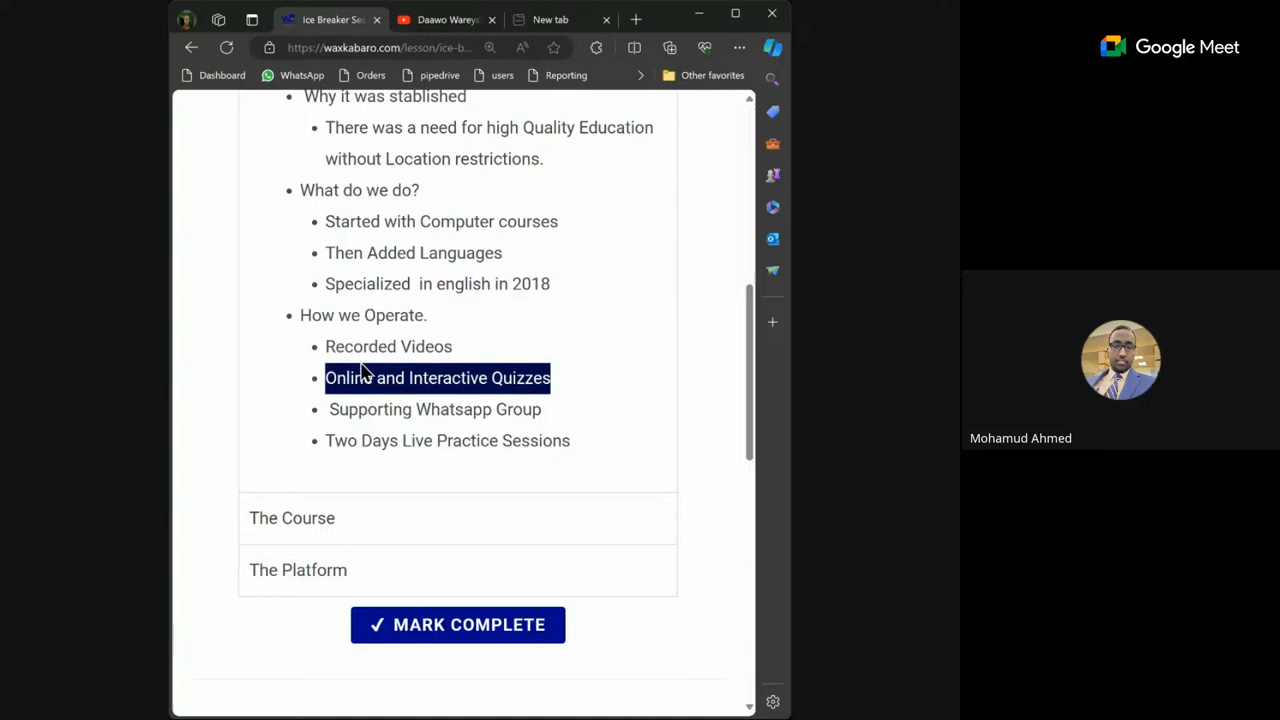 Ice Breaker Ses
Daawo Wareys
New tab
https://waxkabaro.com/lesson/ice-b...
Dashboard
WhatsApp
Orders
pipedrive
users
Reporting
Other favorites
Google Meet
Why it was stablished
There was a need for high Quality Education
without Location restrictions.
What do we do?
Started with Computer courses
Then Added Languages
Specialized in english in 2018
How we Operate.
Recorded Videos
Online and Interactive Quizzes
Supporting Whatsapp Group
Two Days Live Practice Sessions
The Course
The Platform
✓ MARK COMPLETE
Mohamud Ahmed